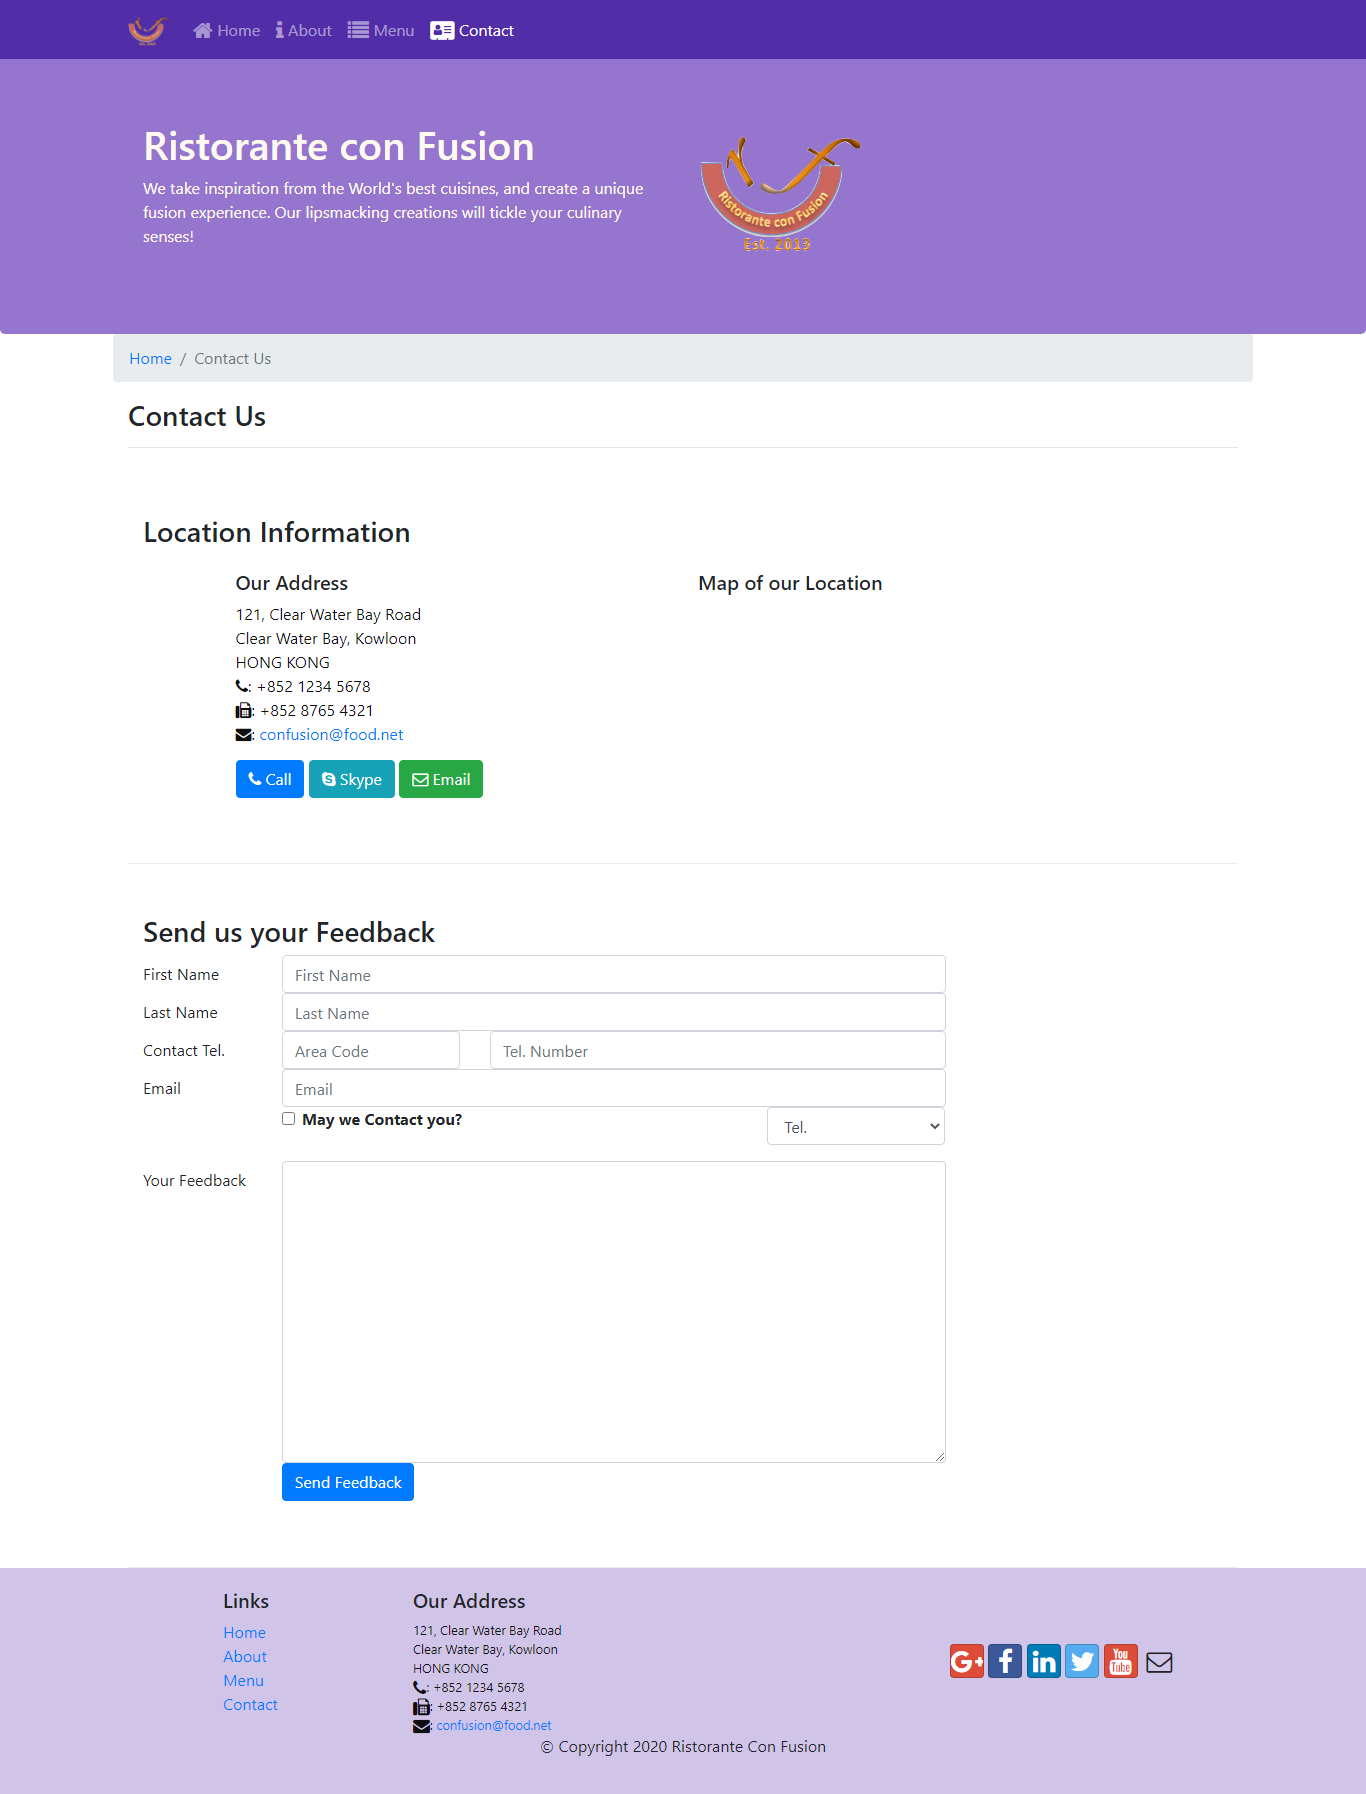 Home About Menu Contact
Ristorante con Fusion
We take inspiration from the World's best cuisines, and create a unique
fusion experience. Our lipsmacking creations will tickle your culinary
senses!
Ristorante con Fusion
Est. 2013
Home / Contact Us
Contact Us
Location Information
Our Address
121, Clear Water Bay Road
Clear Water Bay, Kowloon
HONG KONG
: +852 1234 5678
: +852 8765 4321
: confusion@food.net
Call Skype Email
Map of our Location
Send us your Feedback
First Name First Name
Last Name Last Name
Contact Tel. Area Code Tel. Number
Email Email
May we Contact you? Tel.
Your Feedback
Send Feedback
Links
Home
About
Menu
Contact
Our Address
121, Clear Water Bay Road
Clear Water Bay, Kowloon
HONG KONG
: +852 1234 5678
: +852 8765 4321
: confusion@food.net
G+ f in You Tube
© Copyright 2020 Ristorante Con Fusion